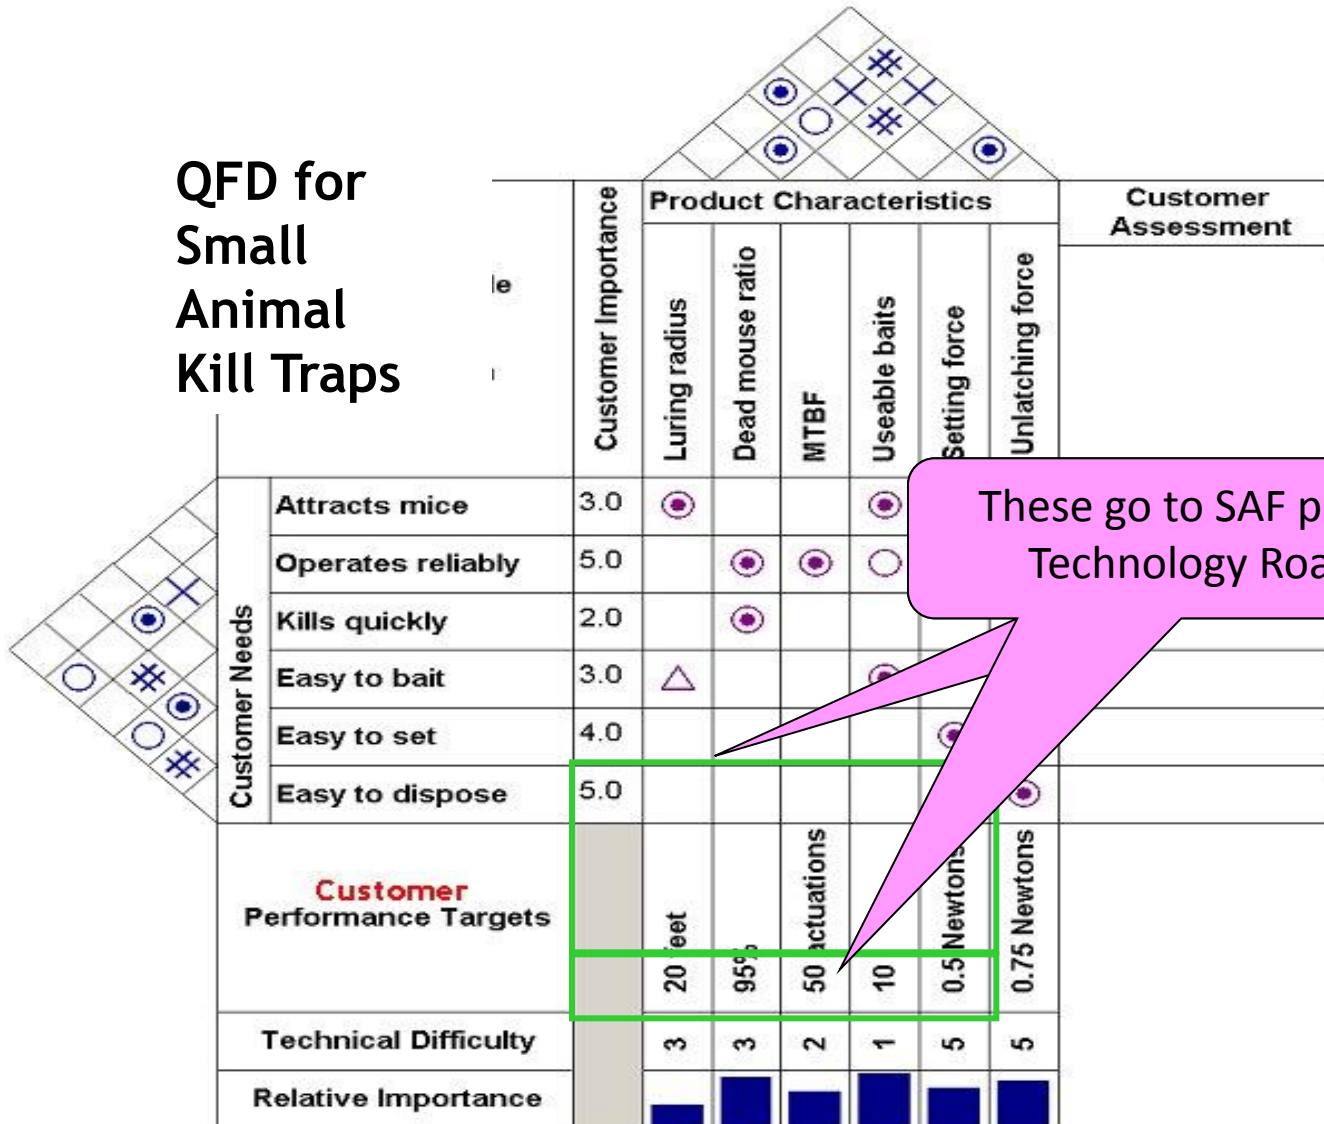 QFD for
Small
Animal
Kill Traps
le
Customer Importance
Product Characteristics
Customer
Assessment
Luring radius
Dead mouse ratio
MTBF
Useable baits
Setting force
Unlatching force
These go to SAF p
Technology Roa
Customer Needs
Attracts mice 3.0
Operates reliably 5.0
Kills quickly 2.0
Easy to bait 3.0
Easy to set 4.0
Easy to dispose 5.0
Customer
Performance Targets
20 feet
95%
50 actuations
10
0.5 Newtons
0.75 Newtons
Technical Difficulty 3 3 2 1 5 5
Relative Importance